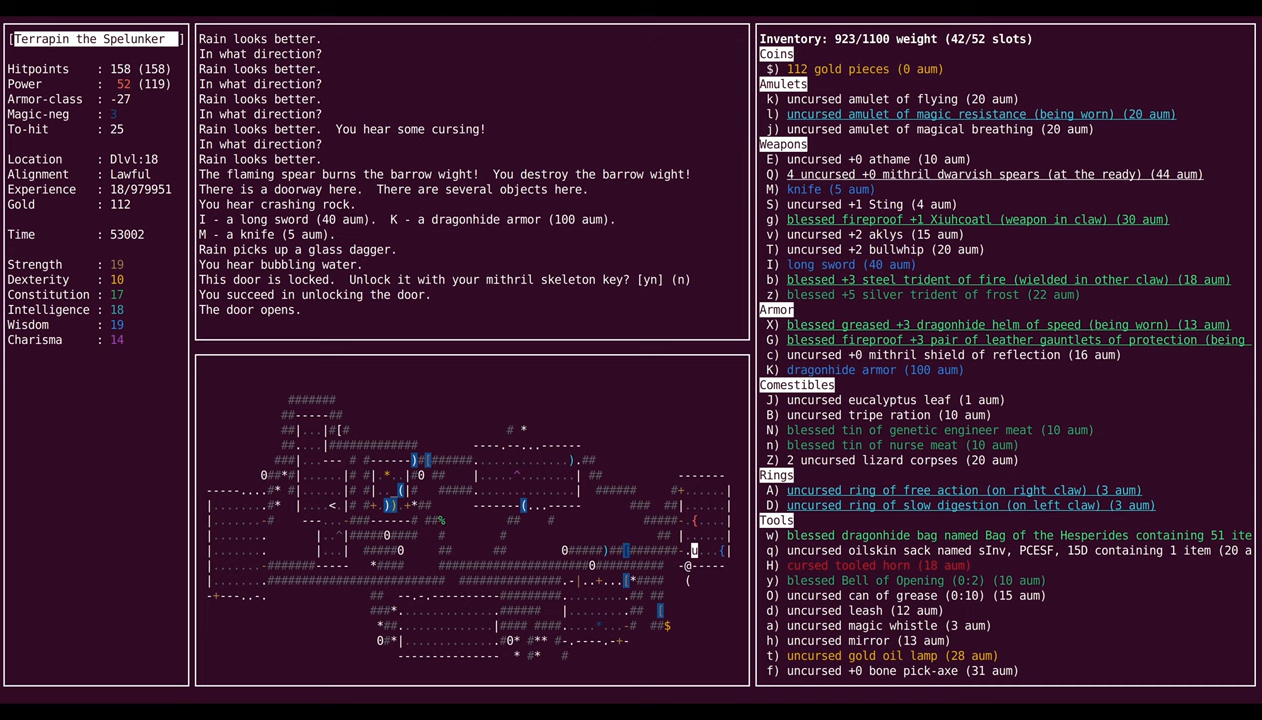 [Terrapin the Spelunker ]
Hitpoints : 158 (158)
Power : 52 (119)
Armor-class : -27
Magic-neg : 3
To-hit : 25
Location : Dlvl:18
Alignment : Lawful
Experience : 18/979951
Gold : 112
Time : 53002
Strength : 19
Dexterity : 10
Constitution : 17
Intelligence : 18
Wisdom : 19
Charisma : 14
Rain looks better.
In what direction?
Rain looks better.
In what direction?
Rain looks better.
In what direction?
Rain looks better.  You hear some cursing!
In what direction?
Rain looks better.
The flaming spear burns the barrow wight!  You destroy the barrow wight!
There is a doorway here.  There are several objects here.
You hear crashing rock.
I - a long sword (40 aum).  K - a dragonhide armor (100 aum).
M - a knife (5 aum).
Rain picks up a glass dagger.
You hear bubbling water.
This door is locked.  Unlock it with your mithril skeleton key? [yn] (n)
You succeed in unlocking the door.
The door opens.
Inventory: 923/1100 weight (42/52 slots)
Coins
$) 112 gold pieces (0 aum)
Amulets
k) uncursed amulet of flying (20 aum)
l) uncursed amulet of magic resistance (being worn) (20 aum)
j) uncursed amulet of magical breathing (20 aum)
Weapons
E) uncursed +0 athame (10 aum)
Q) 4 uncursed +0 mithril dwarvish spears (at the ready) (44 aum)
M) knife (5 aum)
S) uncursed +1 Sting (4 aum)
g) blessed fireproof +1 Xiuhcoatl (weapon in claw) (30 aum)
v) uncursed +2 aklys (15 aum)
T) uncursed +2 bullwhip (20 aum)
I) long sword (40 aum)
b) blessed +3 steel trident of fire (wielded in other claw) (18 aum)
z) blessed +5 silver trident of frost (22 aum)
Armor
X) blessed greased +3 dragonhide helm of speed (being worn) (13 aum)
G) blessed fireproof +3 pair of leather gauntlets of protection (being
c) uncursed +0 mithril shield of reflection (16 aum)
K) dragonhide armor (100 aum)
Comestibles
J) uncursed eucalyptus leaf (1 aum)
B) uncursed tripe ration (10 aum)
N) blessed tin of genetic engineer meat (10 aum)
n) blessed tin of nurse meat (10 aum)
Z) 2 uncursed lizard corpses (20 aum)
Rings
A) uncursed ring of free action (on right claw) (3 aum)
D) uncursed ring of slow digestion (on left claw) (3 aum)
Tools
w) blessed dragonhide bag named Bag of the Hesperides containing 51 ite
q) uncursed oilskin sack named sInv, PCESF, 15D containing 1 item (20 a
H) cursed tooled horn (18 aum)
y) blessed Bell of Opening (0:2) (10 aum)
O) uncursed can of grease (0:10) (15 aum)
d) uncursed leash (12 aum)
a) uncursed magic whistle (3 aum)
h) uncursed mirror (13 aum)
t) uncursed gold oil lamp (28 aum)
f) uncursed +0 bone pick-axe (31 aum)